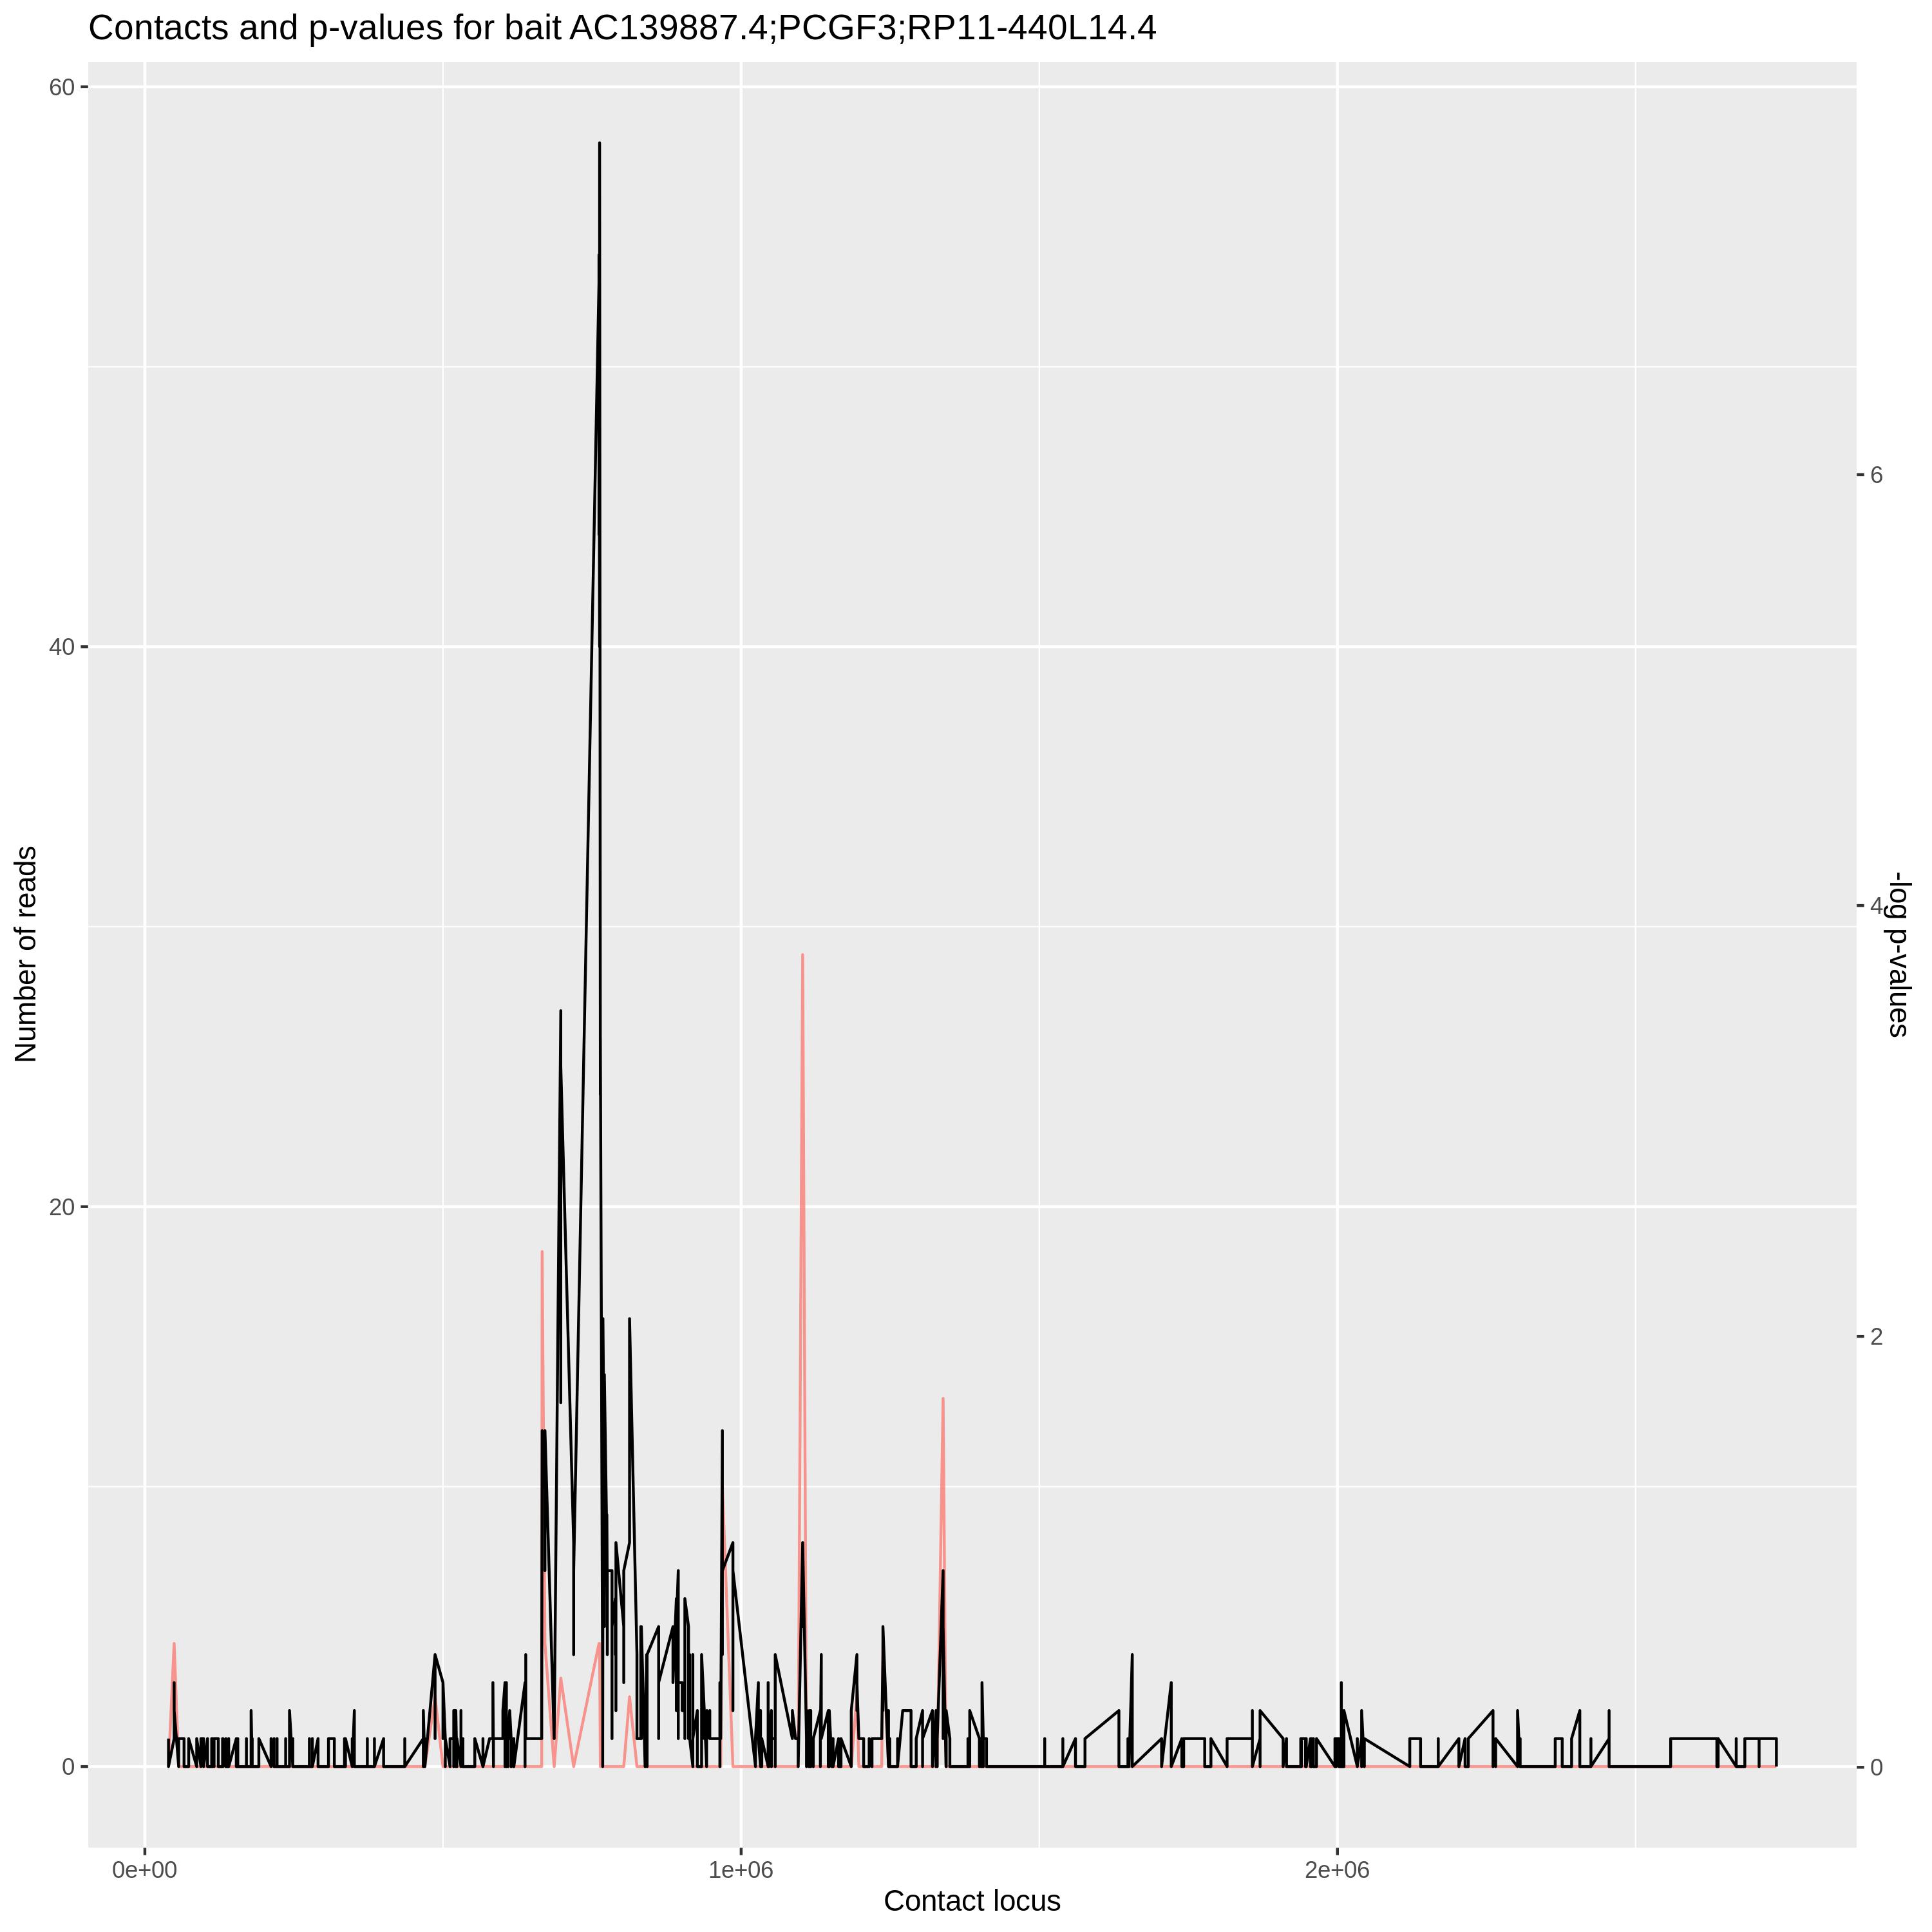 Contacts and p-values for bait AC139887.4;PCGF3;RP11-440L14.4
60
40
20
0
Number of reads
6
4
2
0
-log p-values
0e+00
1e+06
2e+06
Contact locus